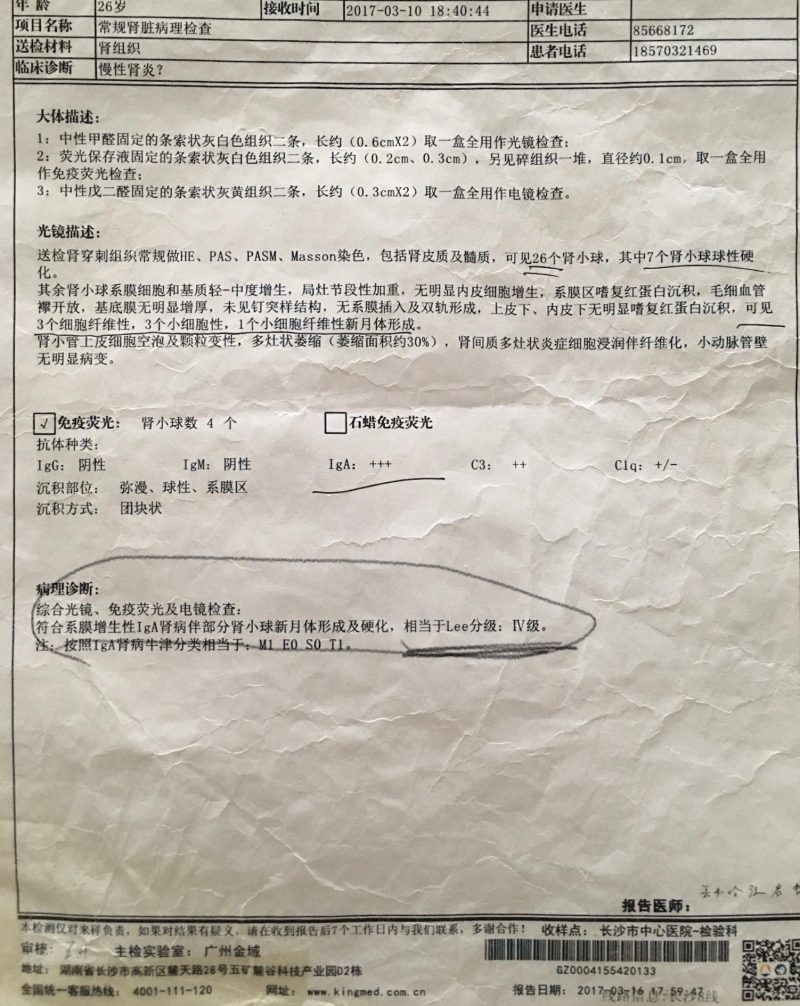 年 龄 26岁 接收时间 2017-03-10 18:40:44 申请医生
项目名称 常规肾脏病理检查 医生电话 85668172
送检材料 肾组织 患者电话 18570321469
临床诊断 慢性肾炎？
大体描述：
1：中性甲醛固定的条索状灰白色组织二条，长约（0.6cmX2）取一盒全用作光镜检查；
2：荧光保存液固定的条索状灰白色组织二条，长约（0.2cm、0.3cm），另见碎组织一堆，直径约0.1cm，取一盒全用
作免疫荧光检查；
3：中性戊二醛固定的条索状灰黄组织二条，长约（0.3cmX2）取一盒全用作电镜检查。
光镜描述：
送检肾穿刺组织常规做HE、PAS、PASM、Masson染色，包括肾皮质及髓质，可见26个肾小球，其中7个肾小球球性硬
化。
其余肾小球系膜细胞和基质轻-中度增生，局灶节段性加重，无明显内皮细胞增生，系膜区嗜复红蛋白沉积，毛细血管
襻开放，基底膜无明显增厚，未见钉突样结构，无系膜插入及双轨形成，上皮下、内皮下无明显嗜复红蛋白沉积，可见
3个细胞纤维性，3个小细胞性，1个小细胞纤维性新月体形成。
肾小管上皮细胞空泡及颗粒变性，多灶状萎缩（萎缩面积约30%），肾间质多灶状炎症细胞浸润伴纤维化，小动脉管壁
无明显病变。
√ 免疫荧光： 肾小球数 4 个 石蜡免疫荧光
抗体种类：
IgG： 阴性 IgM： 阴性 IgA： +++ C3： ++ C1q： +/-
沉积部位： 弥漫、球性、系膜区
沉积方式： 团块状
病理诊断：
综合光镜、免疫荧光及电镜检查：
符合系膜增生性IgA肾病伴部分肾小球新月体形成及硬化，相当于Lee分级：Ⅳ级。
注：按照IgA肾病牛津分类相当于：M1 E0 S0 T1。
报告医师：
本检测仅对来样负责，如果对结果有疑义，请在收到报告后7个工作日内与我们联系，多谢合作！ 收样点： 长沙市中心医院-检验科
审核： 主检实验室： 广州金域
地址： 湖南省长沙市高新区麓天路28号五矿麓谷科技产业园D2栋 GZ0004155420133
全国统一客服热线： 4001-111-120 网址： www.kingmed.com.cn 报告日期： 2017-03-16 17:59:47
线路信息:长沙8线